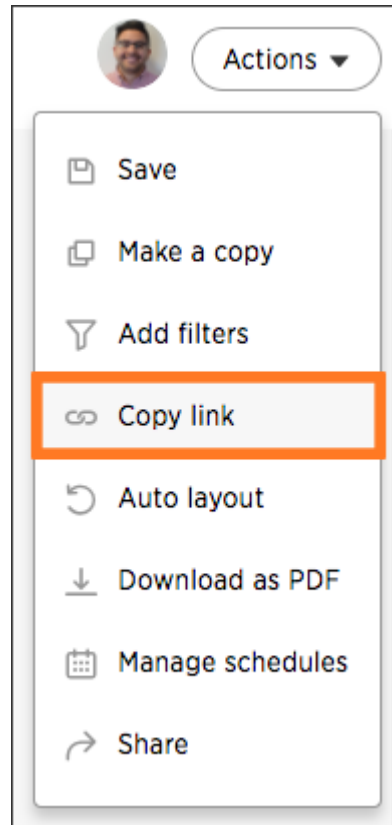 Actions
Save
Make a copy
Add filters
Copy link
Auto layout
Download as PDF
Manage schedules
Share